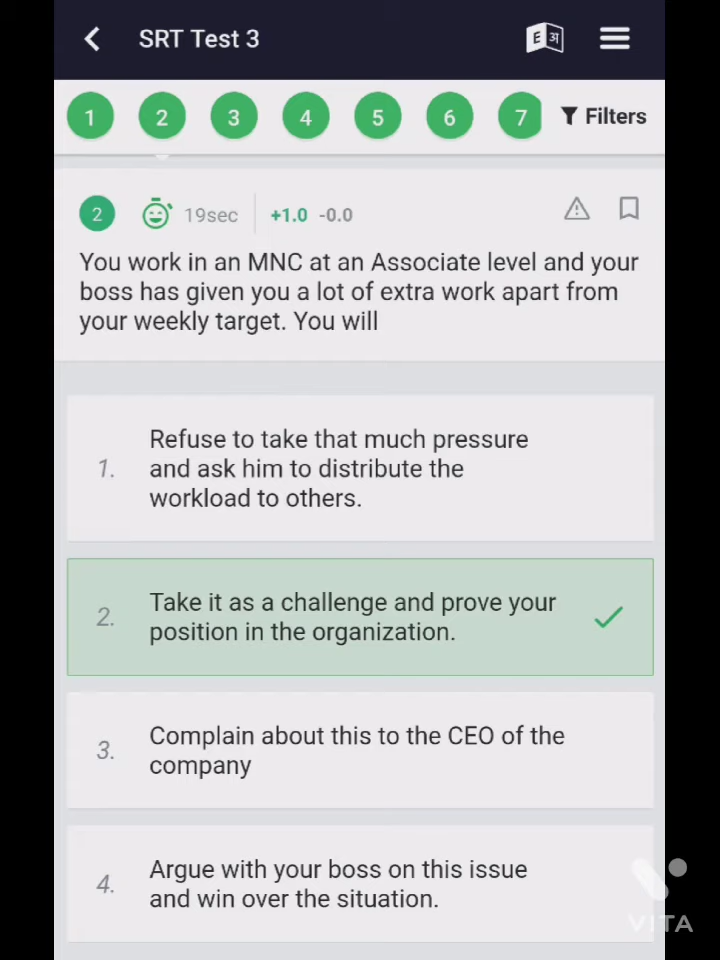 SRT Test 3
E अ
1 2 3 4 5 6 7 Filters
2 19sec +1.0 -0.0
You work in an MNC at an Associate level and your
boss has given you a lot of extra work apart from
your weekly target. You will
1. Refuse to take that much pressure
and ask him to distribute the
workload to others.
2. Take it as a challenge and prove your
position in the organization.
3. Complain about this to the CEO of the
company
4. Argue with your boss on this issue
and win over the situation.
VITA